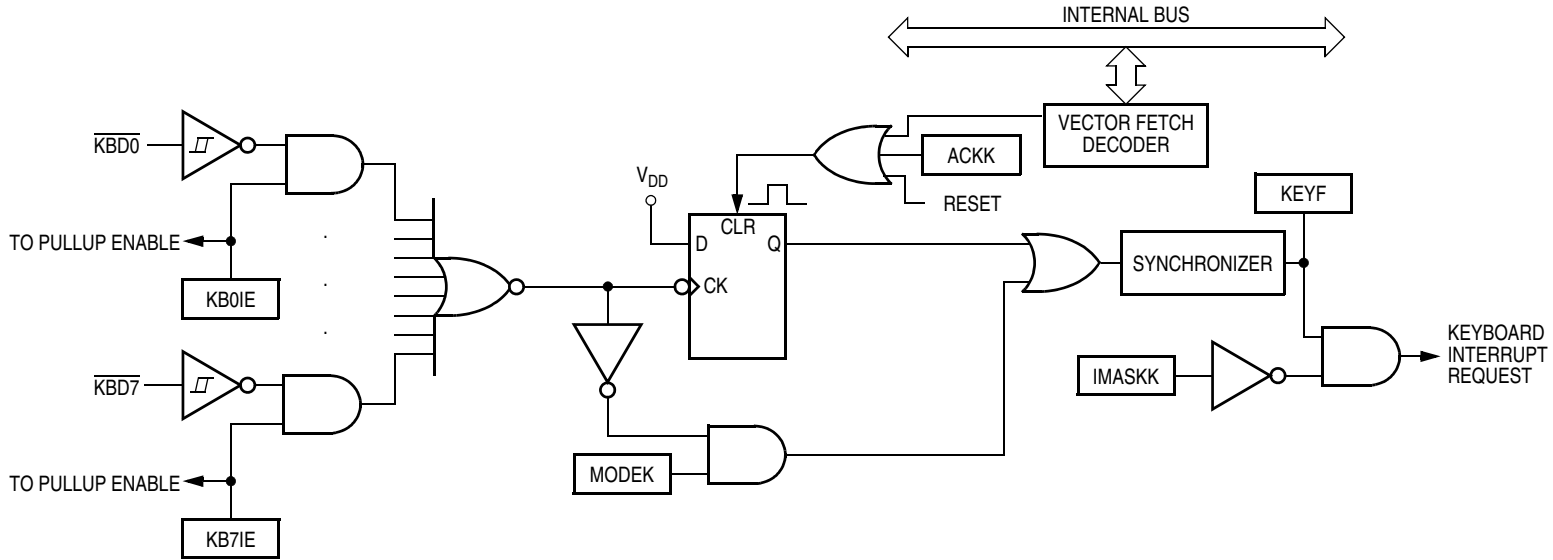 INTERNAL BUS
VECTOR FETCH
DECODER
ACKK
RESET
KBD0
TO PULLUP ENABLE
KB0IE
KBD7
TO PULLUP ENABLE
KB7IE
VDD
CLR
D
Q
CK
MODEK
SYNCHRONIZER
KEYF
IMASKK
KEYBOARD
INTERRUPT
REQUEST